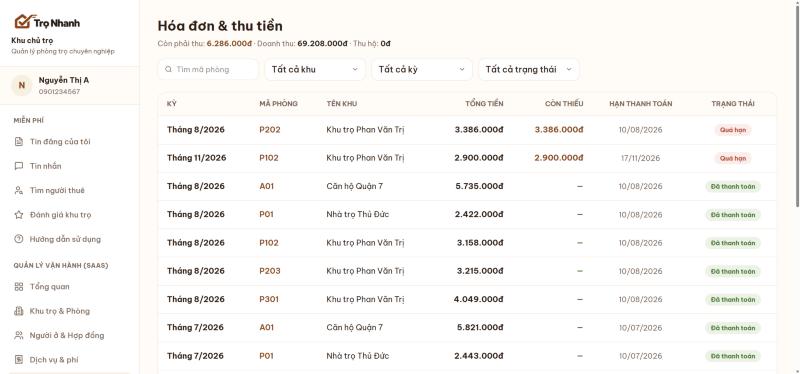 Trọ Nhanh
Khu chủ trọ
Quản lý phòng trọ chuyên nghiệp
N
Nguyễn Thị A
0901234567
MIỄN PHÍ
Tin đăng của tôi
Tin nhắn
Tìm người thuê
Đánh giá khu trọ
Hướng dẫn sử dụng
QUẢN LÝ VẬN HÀNH (SAAS)
Tổng quan
Khu trọ & Phòng
Người ở & Hợp đồng
Dịch vụ & phí
Hóa đơn & thu tiền
Còn phải thu: 6.286.000đ · Doanh thu: 69.208.000đ · Thu hộ: 0đ
Tìm mã phòng Tất cả khu Tất cả kỳ Tất cả trạng thái
KỲ MÃ PHÒNG TÊN KHU TỔNG TIỀN CÒN THIẾU HẠN THANH TOÁN TRẠNG THÁI
Tháng 8/2026 P202 Khu trọ Phan Văn Trị 3.386.000đ 3.386.000đ 10/08/2026 Quá hạn
Tháng 11/2026 P102 Khu trọ Phan Văn Trị 2.900.000đ 2.900.000đ 17/11/2026 Quá hạn
Tháng 8/2026 A01 Căn hộ Quận 7 5.735.000đ – 10/08/2026 Đã thanh toán
Tháng 8/2026 P01 Nhà trọ Thủ Đức 2.422.000đ – 10/08/2026 Đã thanh toán
Tháng 8/2026 P102 Khu trọ Phan Văn Trị 3.158.000đ – 10/08/2026 Đã thanh toán
Tháng 8/2026 P203 Khu trọ Phan Văn Trị 3.215.000đ – 10/08/2026 Đã thanh toán
Tháng 8/2026 P301 Khu trọ Phan Văn Trị 4.049.000đ – 10/08/2026 Đã thanh toán
Tháng 7/2026 A01 Căn hộ Quận 7 5.821.000đ – 10/07/2026 Đã thanh toán
Tháng 7/2026 P01 Nhà trọ Thủ Đức 2.443.000đ – 10/07/2026 Đã thanh toán